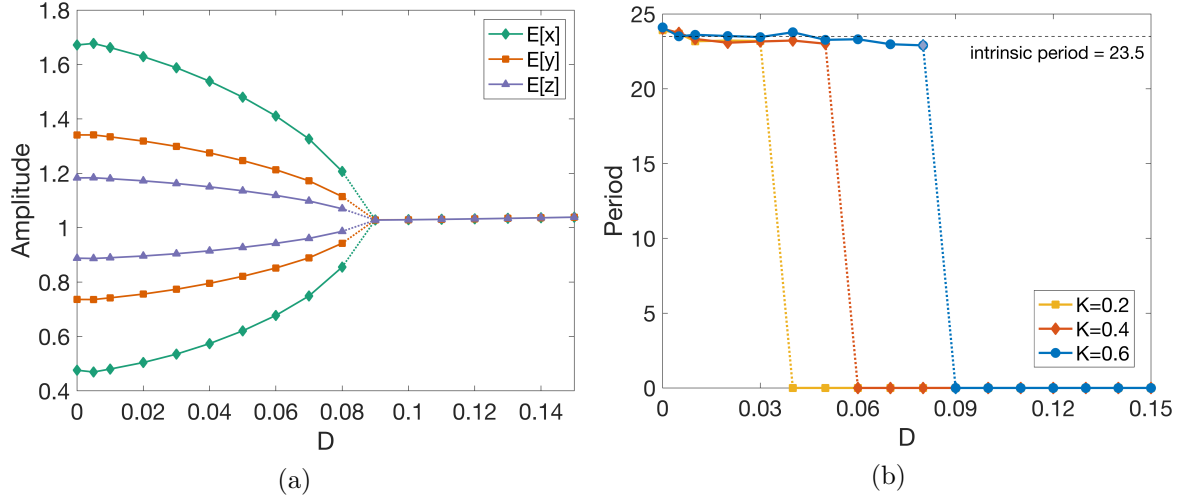 1.8
1.6
1.4
1.2
1
0.8
0.6
0.4
Amplitude
0
0.02
0.04
0.06
0.08
0.1
0.12
0.14
D
E[x]
E[y]
E[z]
(a)
25
20
15
10
5
0
Period
0
0.03
0.06
0.09
0.12
0.15
D
intrinsic period = 23.5
K=0.2
K=0.4
K=0.6
(b)